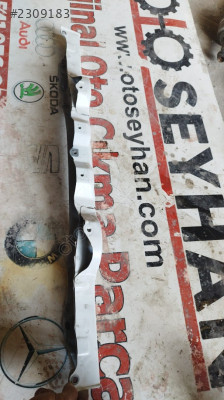 #2309183
OTOSEYHAN
www.otoseyhan.com
Orijinal Oto Çıkma Parça
Audi
SKODA